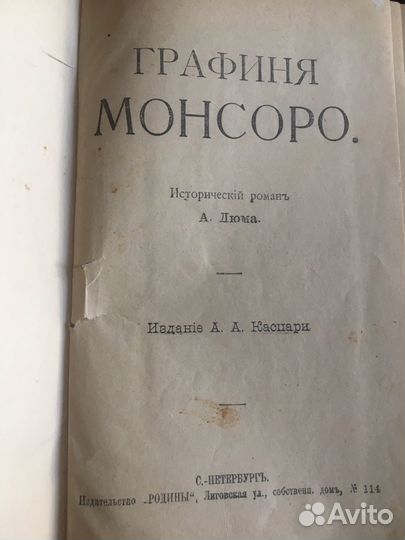 ГРАФИНЯ
МОНСОРО.
Историческій романъ
А. Дюма.
Изданіе А. А. Каспари.
С.-ПЕТЕРБУРГЪ.
Издательство „РОДИНЫ", Лиговская ул., собственн. домъ, № 114
Avito